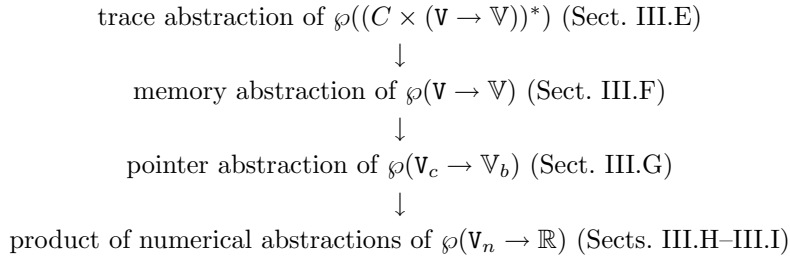 trace abstraction of ℘((C × (V → 𝕍))*) (Sect. III.E)
↓
memory abstraction of ℘(V → 𝕍) (Sect. III.F)
↓
pointer abstraction of ℘(V_c → 𝕍_b) (Sect. III.G)
↓
product of numerical abstractions of ℘(V_n → ℝ) (Sects. III.H–III.I)